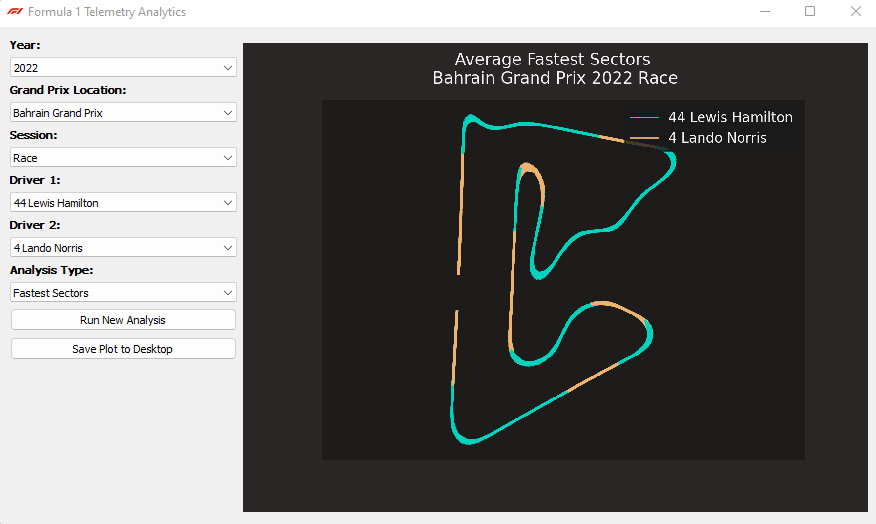 Formula 1 Telemetry Analytics
Year:
2022
Grand Prix Location:
Bahrain Grand Prix
Session:
Race
Driver 1:
44 Lewis Hamilton
Driver 2:
4 Lando Norris
Analysis Type:
Fastest Sectors
Run New Analysis
Save Plot to Desktop
Average Fastest Sectors
Bahrain Grand Prix 2022 Race
44 Lewis Hamilton
4 Lando Norris